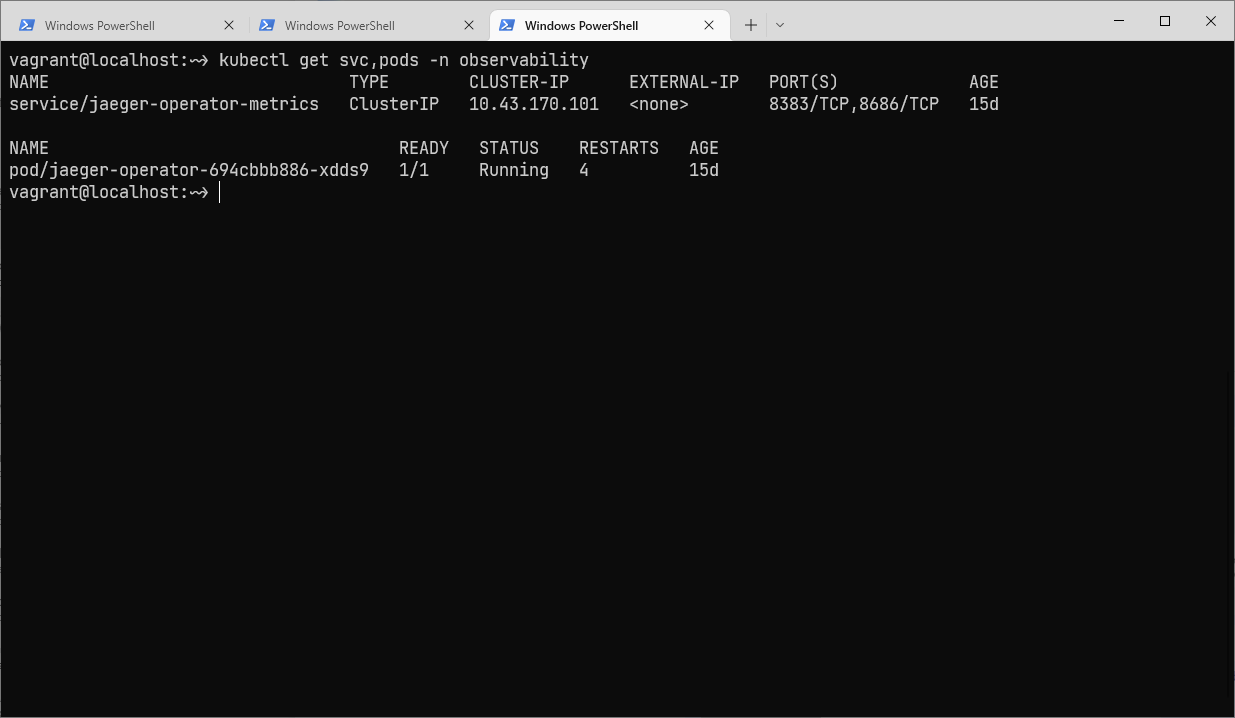 Windows PowerShell
Windows PowerShell
Windows PowerShell
vagrant@localhost:~> kubectl get svc,pods -n observability
NAME TYPE CLUSTER-IP EXTERNAL-IP PORT(S) AGE
service/jaeger-operator-metrics ClusterIP 10.43.170.101 <none> 8383/TCP,8686/TCP 15d
NAME READY STATUS RESTARTS AGE
pod/jaeger-operator-694cbbb886-xdds9 1/1 Running 4 15d
vagrant@localhost:~>